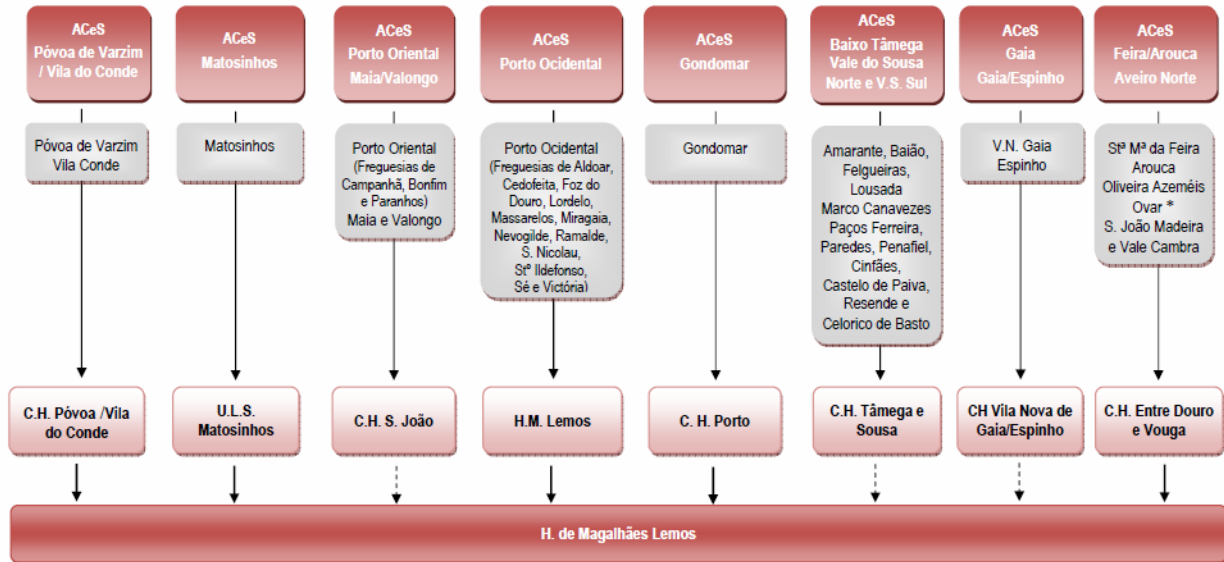 ACeS
Póvoa de Varzim
/ Vila do Conde
ACeS
Matosinhos
ACeS
Porto Oriental
Maia/Valongo
ACeS
Porto Ocidental
ACeS
Gondomar
ACeS
Baixo Tâmega
Vale do Sousa
Norte e V.S. Sul
ACeS
Gaia
Gaia/Espinho
ACeS
Feira/Arouca
Aveiro Norte
Póvoa de Varzim
Vila Conde
Matosinhos
Porto Oriental
(Freguesias de
Campanhã, Bonfim
e Paranhos)
Maia e Valongo
Porto Ocidental
(Freguesias de Aldoar,
Cedofeita, Foz do
Douro, Lordelo,
Massarelos, Miragaia,
Nevogilde, Ramalde,
S. Nicolau,
Stº Ildefonso,
Sé e Victória)
Gondomar
Amarante, Baião,
Felgueiras,
Lousada
Marco Canavezes
Paços Ferreira,
Paredes, Penafiel,
Cinfães,
Castelo de Paiva,
Resende e
Celorico de Basto
V.N. Gaia
Espinho
Stª Mª da Feira
Arouca
Oliveira Azeméis
Ovar *
S. João Madeira
e Vale Cambra
C.H. Póvoa /Vila
do Conde
U.L.S.
Matosinhos
C.H. S. João
H.M. Lemos
C. H. Porto
C.H. Tâmega e
Sousa
CH Vila Nova de
Gaia/Espinho
C.H. Entre Douro
e Vouga
H. de Magalhães Lemos